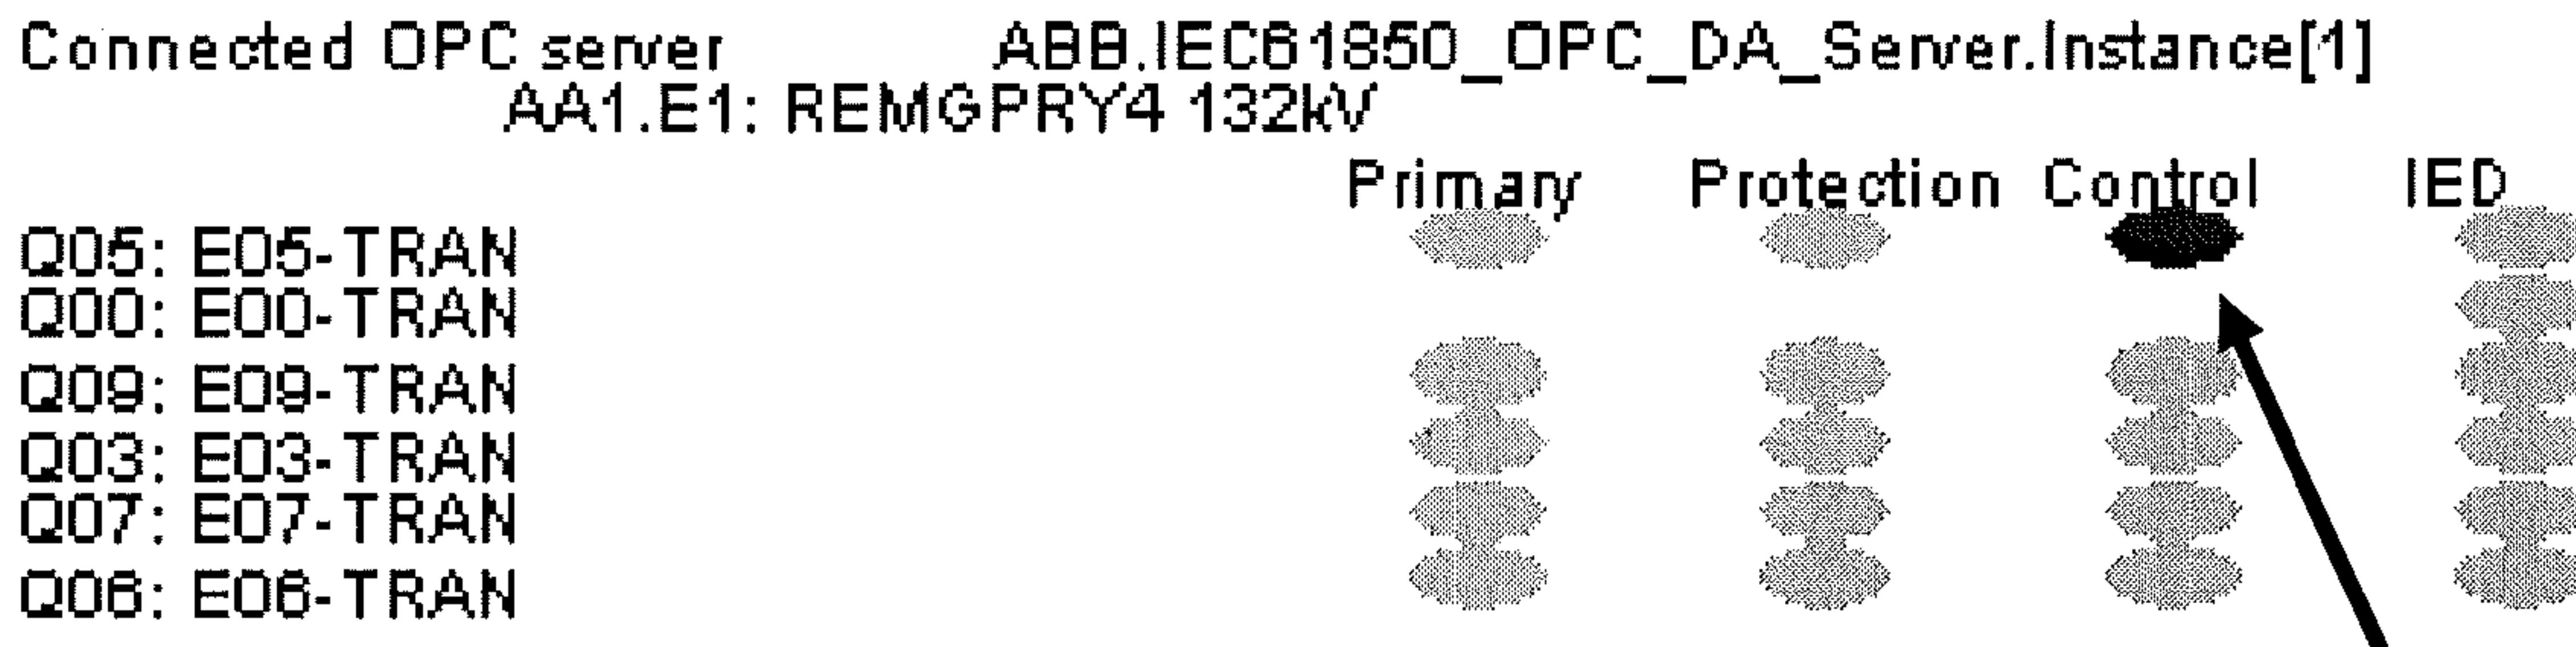 Connected OPC server ABB.IEC61850_OPC_DA_Server.Instance[1]
AA1.E1: REMGPRY4 132kV
Primary Protection Control IED
Q05: E05-TRAN
Q00: E00-TRAN
Q09: E09-TRAN
Q03: E03-TRAN
Q07: E07-TRAN
Q06: E06-TRAN